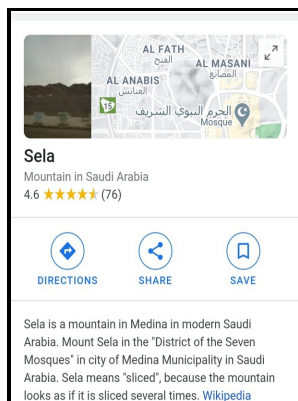 AL FATH
الفتح
AL MASANI
المصانع
AL ANABIS
العنابس
15
الحرم النبوي الشريف
Mosque
Sela
Mountain in Saudi Arabia
4.6 ★★★★★ (76)
DIRECTIONS
SHARE
SAVE
Sela is a mountain in Medina in modern Saudi
Arabia. Mount Sela in the "District of the Seven
Mosques" in city of Medina Municipality in Saudi
Arabia. Sela means "sliced", because the mountain
looks as if it is sliced several times. Wikipedia